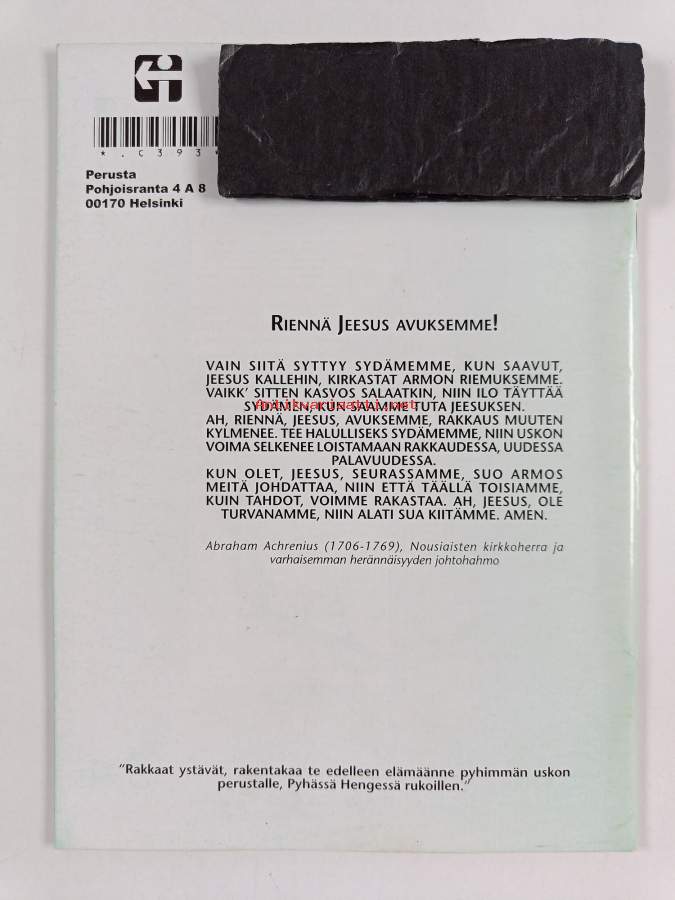 *.C393
Perusta
Pohjoisranta 4 A 8
00170 Helsinki
RIENNÄ JEESUS AVUKSEMME!
VAIN SIITÄ SYTTYY SYDÄMEMME, KUN SAAVUT,
JEESUS KALLEHIN, KIRKASTAT ARMON RIEMUKSEMME.
VAIKK' SITTEN KASVOS SALAATKIN, NIIN ILO TÄYTTÄÄ
SYDÄMEN, KUN SAIMME TUTA JEESUKSEN.
Antikvariaatti.net
AH, RIENNÄ, JEESUS, AVUKSEMME, RAKKAUS MUUTEN
KYLMENEE. TEE HALULLISEKS SYDÄMEMME, NIIN USKON
VOIMA SELKENEE LOISTAMAAN RAKKAUDESSA, UUDESSA
PALAVUUDESSA.
KUN OLET, JEESUS, SEURASSAMME, SUO ARMOS
MEITÄ JOHDATTAA, NIIN ETTÄ TÄÄLLÄ TOISIAMME,
KUIN TAHDOT, VOIMME RAKASTAA. AH, JEESUS, OLE
TURVANAMME, NIIN ALATI SUA KIITÄMME. AMEN.
Abraham Achrenius (1706-1769), Nousiaisten kirkkoherra ja
varhaisemman herännäisyyden johtohahmo
"Rakkaat ystävät, rakentakaa te edelleen elämäänne pyhimmän uskon
perustalle, Pyhässä Hengessä rukoillen."